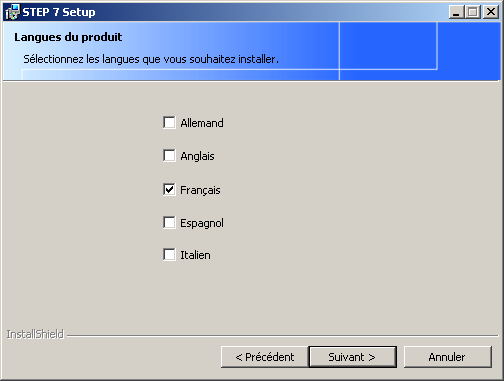 STEP 7 Setup
Langues du produit
Sélectionnez les langues que vous souhaitez installer.
Allemand
Anglais
Français
Espagnol
Italien
InstallShield
< Précédent
Suivant >
Annuler